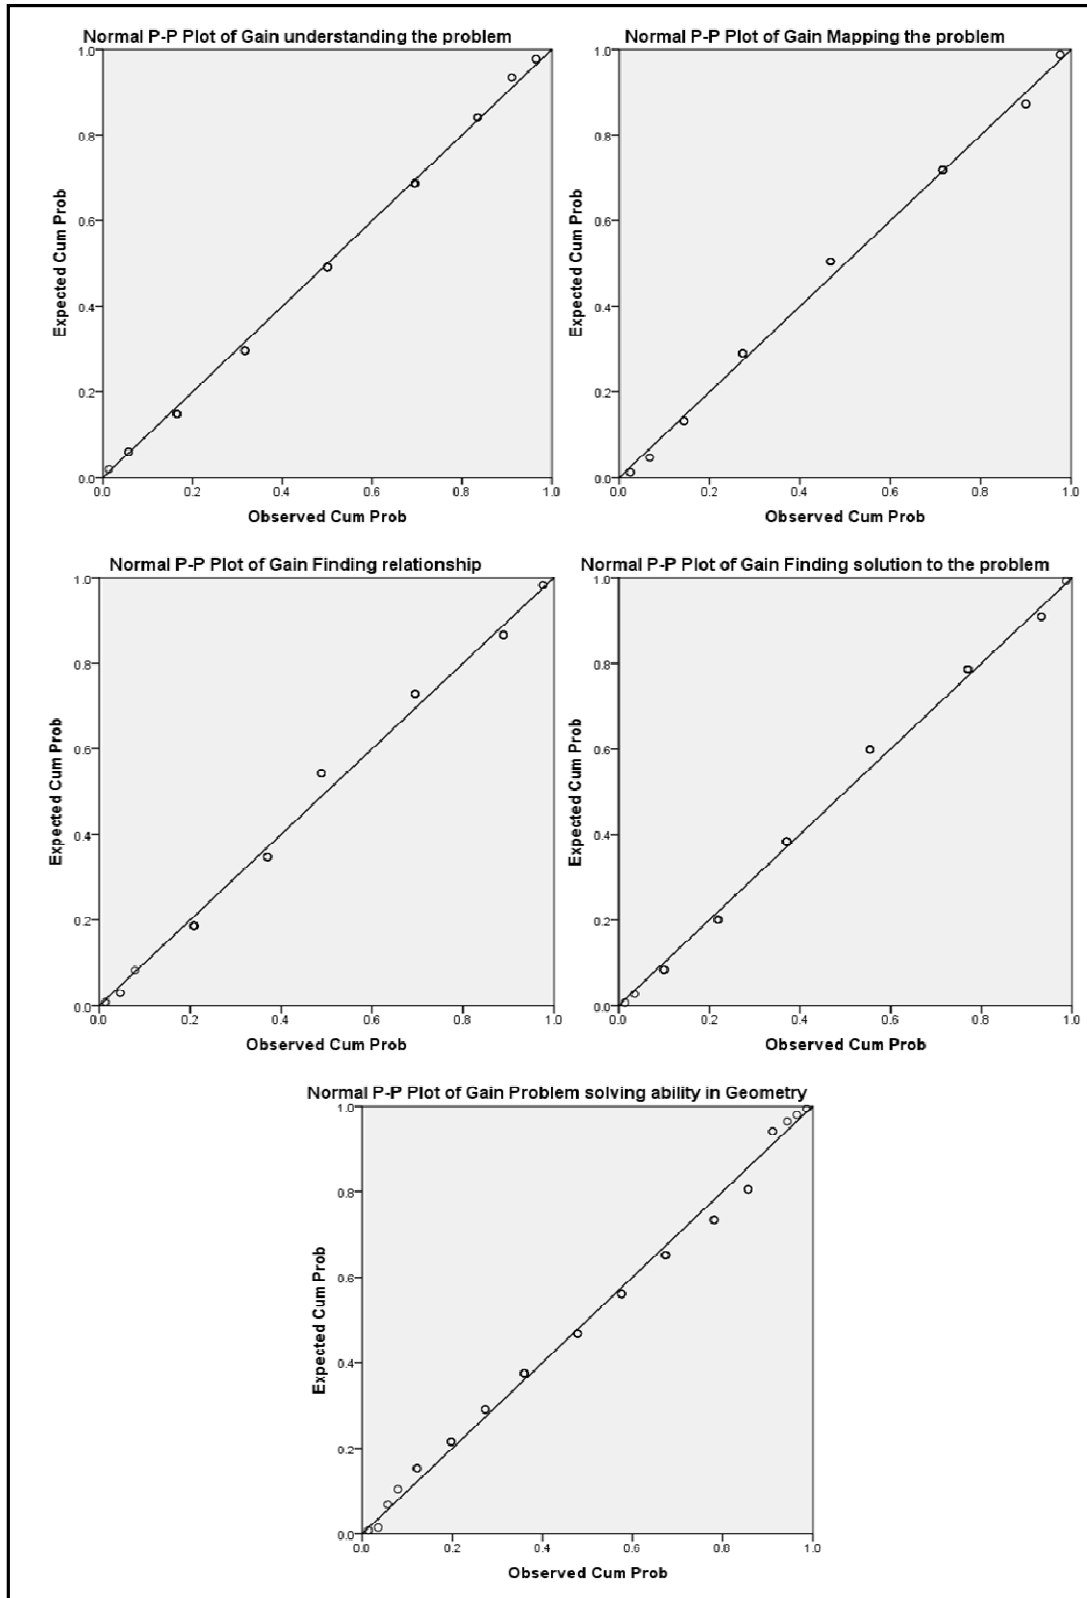 Normal P-P Plot of Gain understanding the problem
1.0
0.8
0.6
0.4
0.2
0.0
Expected Cum Prob
0.0 0.2 0.4 0.6 0.8 1.0
Observed Cum Prob
Normal P-P Plot of Gain Mapping the problem
1.0
0.8
0.6
0.4
0.2
0.0
Expected Cum Prob
0.0 0.2 0.4 0.6 0.8 1.0
Observed Cum Prob
Normal P-P Plot of Gain Finding relationship
1.0
0.8
0.6
0.4
0.2
0.0
Expected Cum Prob
0.0 0.2 0.4 0.6 0.8 1.0
Observed Cum Prob
Normal P-P Plot of Gain Finding solution to the problem
1.0
0.8
0.6
0.4
0.2
0.0
Expected Cum Prob
0.0 0.2 0.4 0.6 0.8 1.0
Observed Cum Prob
Normal P-P Plot of Gain Problem solving ability in Geometry
1.0
0.8
0.6
0.4
0.2
0.0
Expected Cum Prob
0.0 0.2 0.4 0.6 0.8 1.0
Observed Cum Prob